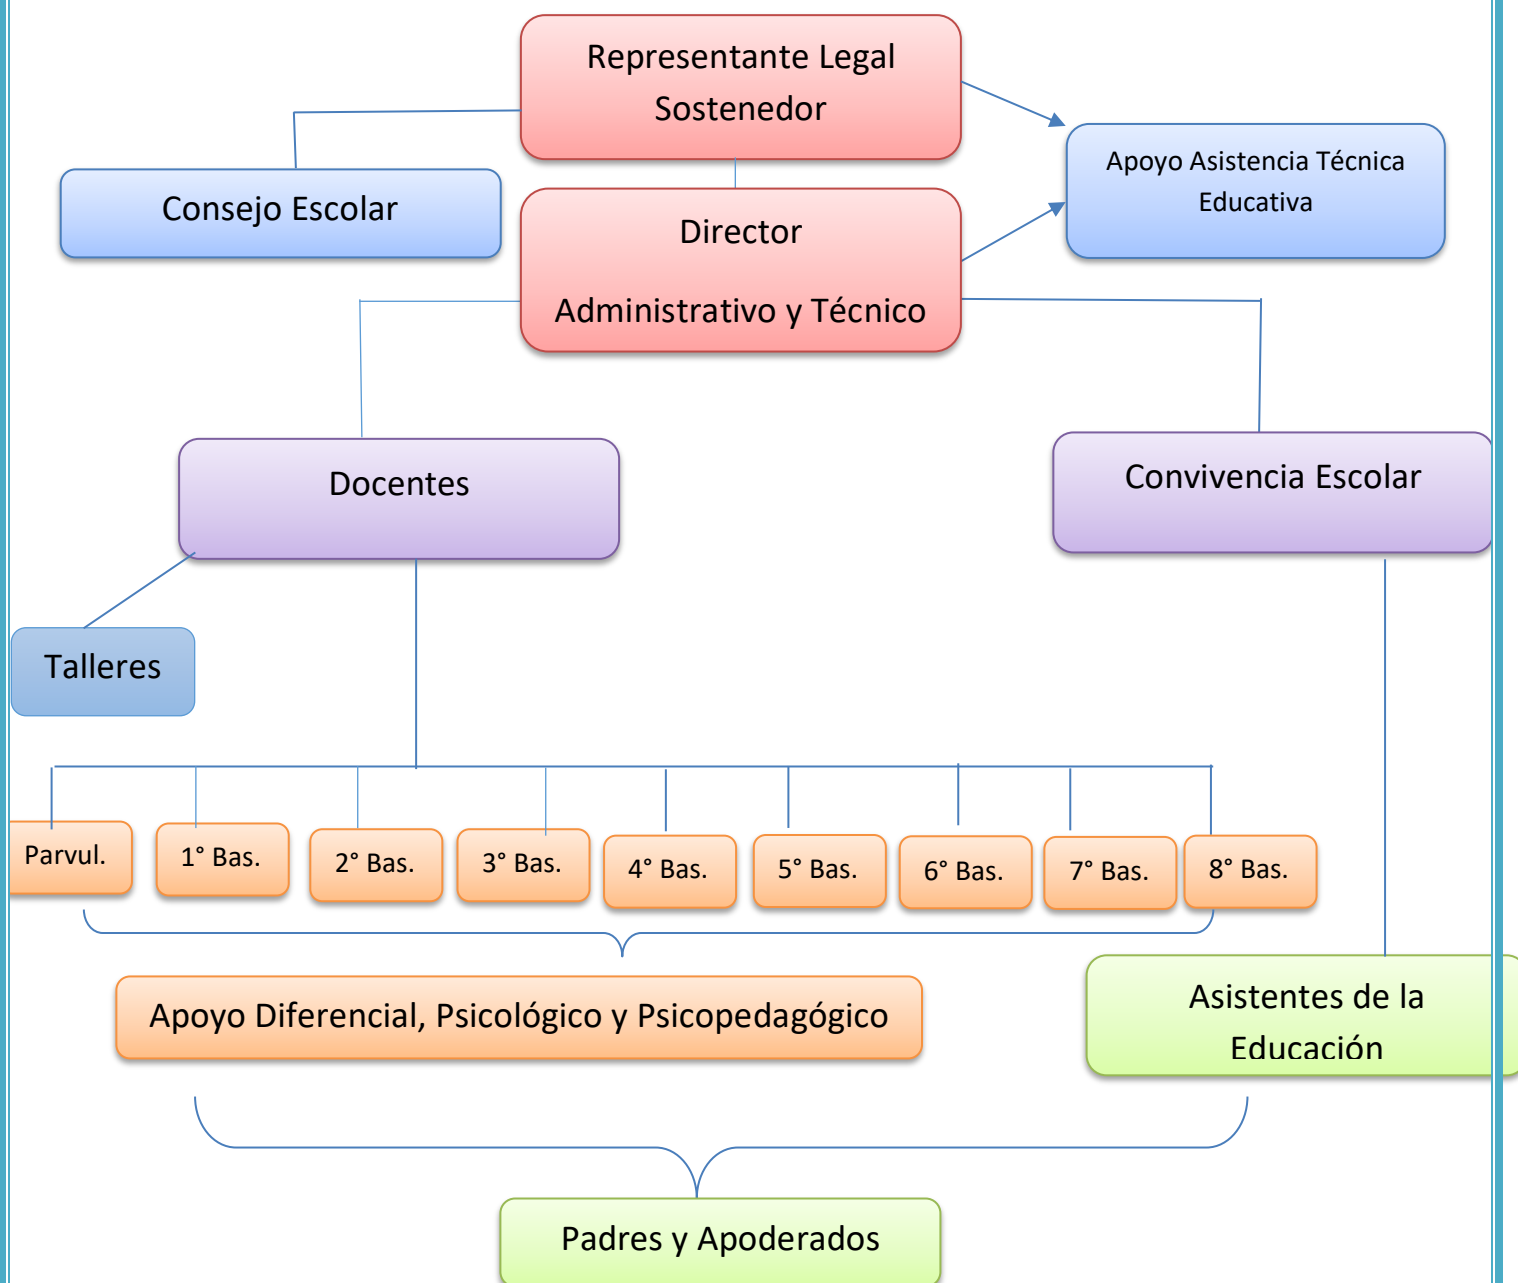 Representante Legal
Sostenedor
Apoyo Asistencia Técnica
Educativa
Consejo Escolar
Director
Administrativo y Técnico
Docentes
Convivencia Escolar
Talleres
Parvul.
1° Bas.
2° Bas.
3° Bas.
4° Bas.
5° Bas.
6° Bas.
7° Bas.
8° Bas.
Apoyo Diferencial, Psicológico y Psicopedagógico
Asistentes de la
Educación
Padres y Apoderados